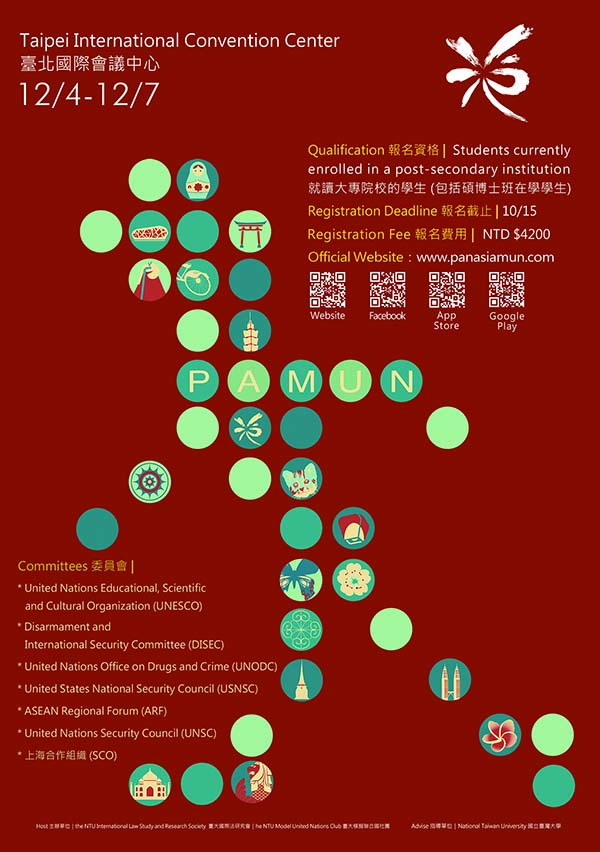 Taipei International Convention Center
臺北國際會議中心
12/4-12/7
Qualification 報名資格 | Students currently
enrolled in a post-secondary institution
就讀大專院校的學生 (包括碩博士班在學學生)
Registration Deadline 報名截止 | 10/15
Registration Fee 報名費用 | NTD $4200
Official Website : www.panasiamun.com
Website
Facebook
App Store
Google Play
PAMUN
Committees 委員會 |
* United Nations Educational, Scientific
and Cultural Organization (UNESCO)
* Disarmament and
International Security Committee (DISEC)
* United Nations Office on Drugs and Crime (UNODC)
* United States National Security Council (USNSC)
* ASEAN Regional Forum (ARF)
* United Nations Security Council (UNSC)
* 上海合作組織 (SCO)
Host 主辦單位 | the NTU International Law Study and Research Society 臺大國際法研究會 | he NTU Model United Nations Club 臺大模擬聯合國社團
Advise 指導單位 | National Taiwan University 國立臺灣大學